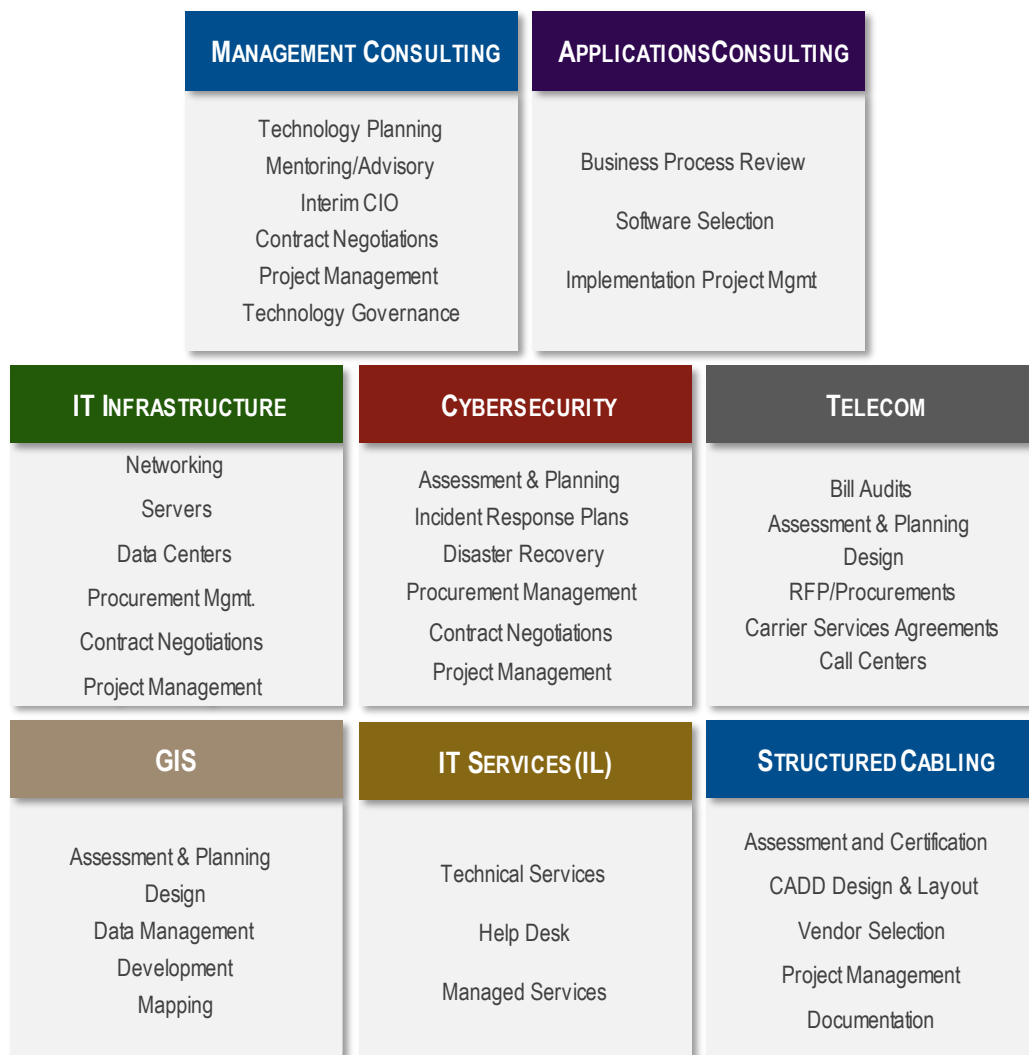 MANAGEMENT CONSULTING
Technology Planning
Mentoring/Advisory
Interim CIO
Contract Negotiations
Project Management
Technology Governance
APPLICATIONSCONSULTING
Business Process Review
Software Selection
Implementation Project Mgmt.
IT INFRASTRUCTURE
Networking
Servers
Data Centers
Procurement Mgmt.
Contract Negotiations
Project Management
CYBERSECURITY
Assessment & Planning
Incident Response Plans
Disaster Recovery
Procurement Management
Contract Negotiations
Project Management
TELECOM
Bill Audits
Assessment & Planning
Design
RFP/Procurements
Carrier Services Agreements
Call Centers
GIS
Assessment & Planning
Design
Data Management
Development
Mapping
IT SERVICES (IL)
Technical Services
Help Desk
Managed Services
STRUCTURED CABLING
Assessment and Certification
CADD Design & Layout
Vendor Selection
Project Management
Documentation